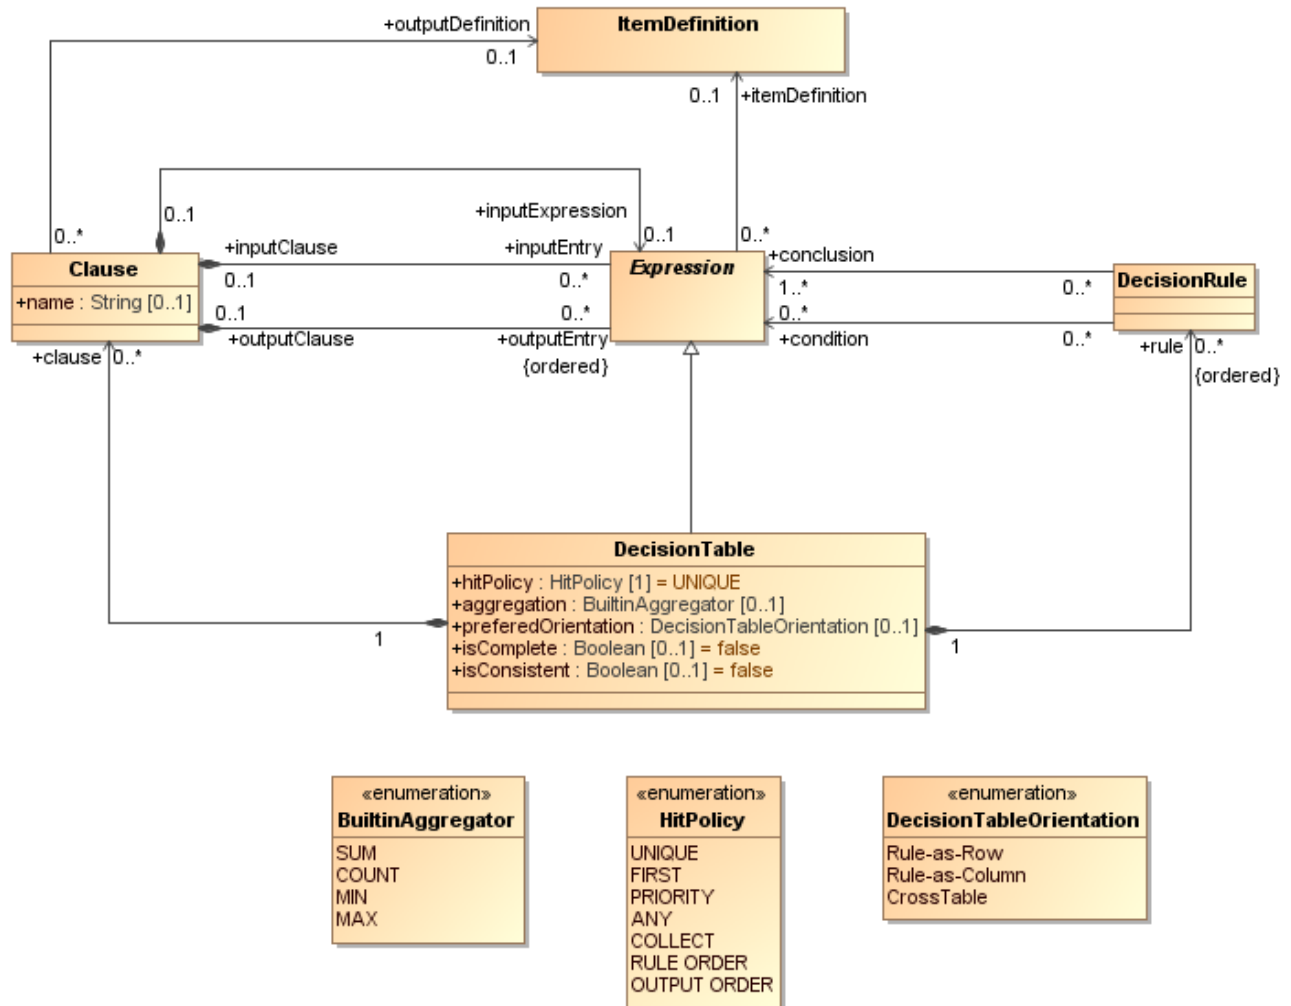 +outputDefinition
0..1
ItemDefinition
0..1
+itemDefinition
0..1
+inputExpression
0..1
0..*
0..*
Clause
+name : String [0..1]
+inputClause
0..1
+inputEntry
0..*
0..1
+outputClause
0..*
+outputEntry
{ordered}
Expression
+conclusion
1..*
0..*
0..*
+condition
0..*
DecisionRule
+clause
0..*
+rule
0..*
{ordered}
DecisionTable
+hitPolicy : HitPolicy [1] = UNIQUE
+aggregation : BuiltinAggregator [0..1]
+preferedOrientation : DecisionTableOrientation [0..1]
+isComplete : Boolean [0..1] = false
+isConsistent : Boolean [0..1] = false
1
1
«enumeration»
BuiltinAggregator
SUM
COUNT
MIN
MAX
«enumeration»
HitPolicy
UNIQUE
FIRST
PRIORITY
ANY
COLLECT
RULE ORDER
OUTPUT ORDER
«enumeration»
DecisionTableOrientation
Rule-as-Row
Rule-as-Column
CrossTable